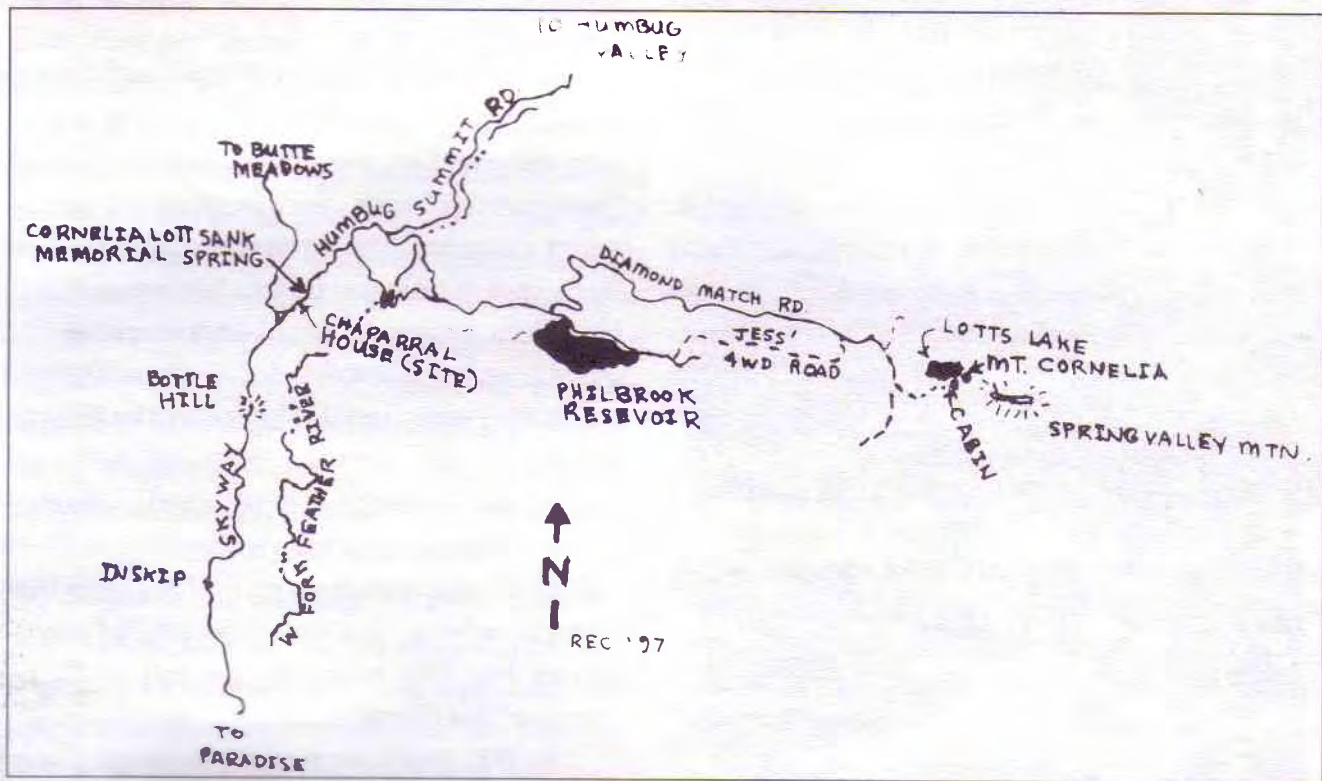 TO HUMBUG
VALLEY
TO BUTTE
MEADOWS
HUMBUG SUMMIT RD.
CORNELIA LOTT SANK
MEMORIAL SPRING
DIAMOND MATCH RD.
CHAPARRAL
HOUSE (SITE)
JESS'
4WD ROAD
LOTTS LAKE
MT. CORNELIA
CABIN
SPRING VALLEY MTN.
PHILBROOK
RESEVOIR
BOTTLE
HILL
SKYWAY
W FORK FEATHER RIVER
INSKIP
N
REC '97
TO
PARADISE